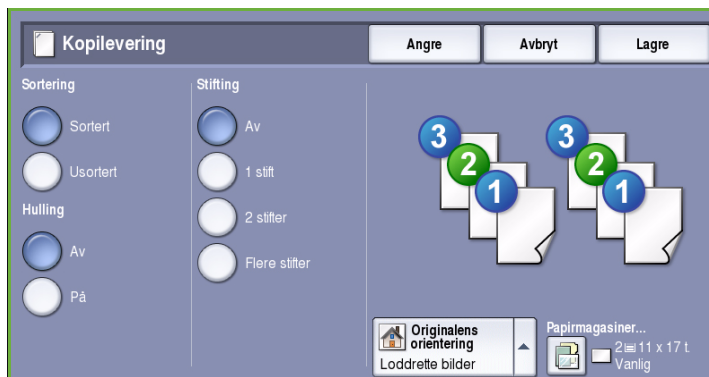 Kopilevering
Angre
Avbryt
Lagre
Sortering
Sortert
Usortert
Hulling
Av
På
Stifting
Av
1 stift
2 stifter
Flere stifter
3
2
1
3
2
1
Originalens
orientering
Loddrette bilder
Papirmagasiner...
2 11 x 17 t.
Vanlig